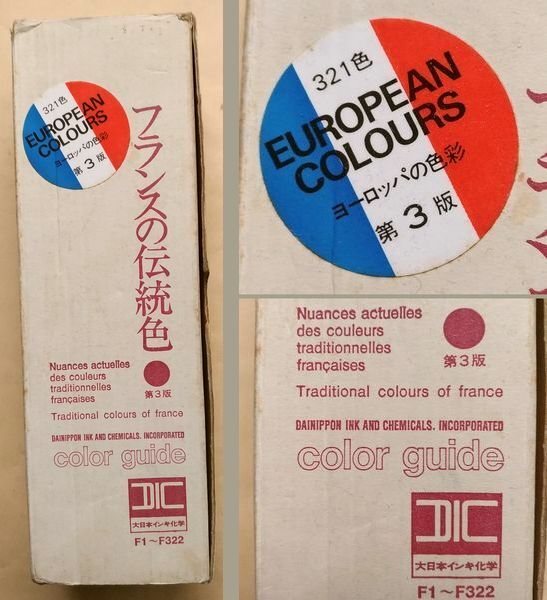 321色
EUROPEAN
COLOURS
ヨーロッパの色彩
第3版
フランスの伝統色
Nuances actuelles
des couleurs
traditionnelles
françaises
第3版
Traditional colours of france
DAINIPPON INK AND CHEMICALS, INCORPORATED
color guide
DIC
大日本インキ化学
F1～F322
321色
EUROPEAN
COLOURS
ヨーロッパの色彩
第3版
Nuances actuelles
des couleurs
traditionnelles
françaises
第3版
Traditional colours of france
DAINIPPON INK AND CHEMICALS, INCORPORATED
color guide
DIC
大日本インキ化学
F1～F322